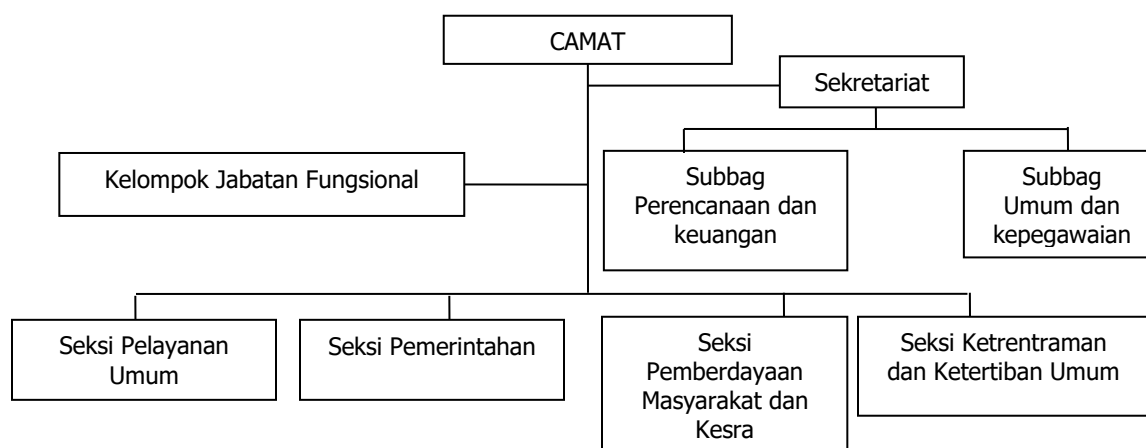 CAMAT
Sekretariat
Kelompok Jabatan Fungsional
Subbag
Perencanaan dan
keuangan
Subbag
Umum dan
kepegawaian
Seksi Pelayanan
Umum
Seksi Pemerintahan
Seksi
Pemberdayaan
Masyarakat dan
Kesra
Seksi Ketrentraman
dan Ketertiban Umum